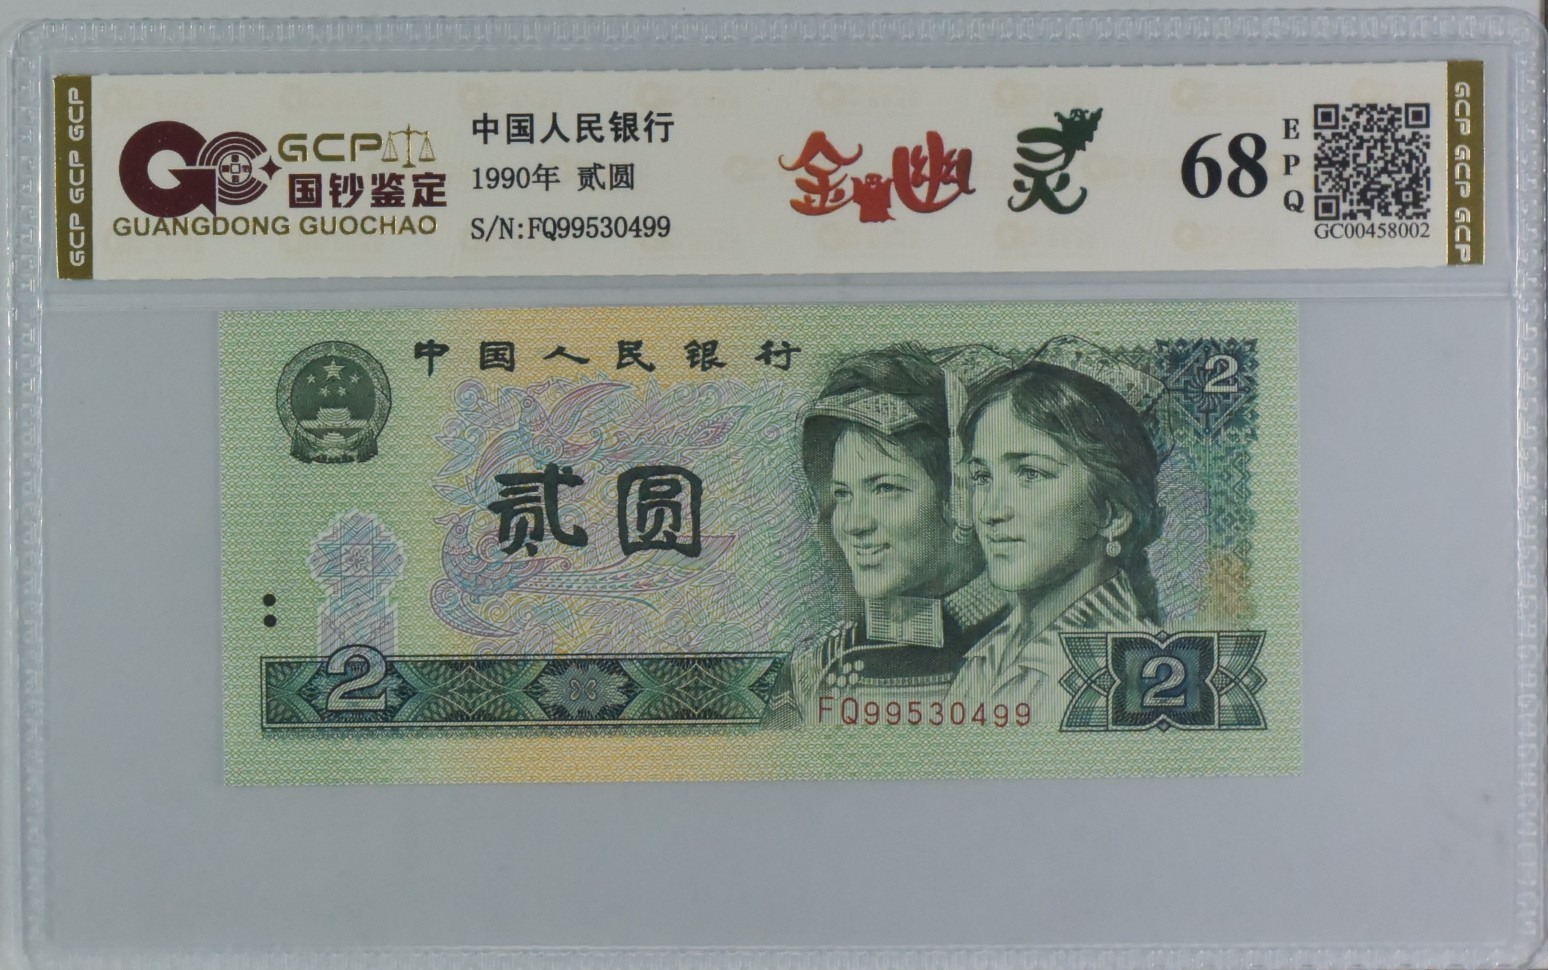 GCP GCP GCP
GCP
国钞鉴定
GUANGDONG GUOCHAO
中国人民银行
1990年 贰圆
S/N:FQ99530499
金幽灵
68
EPQ
GC00458002
GCP GCP GCP
中国人民银行
2
贰圆
2
FQ99530499
2